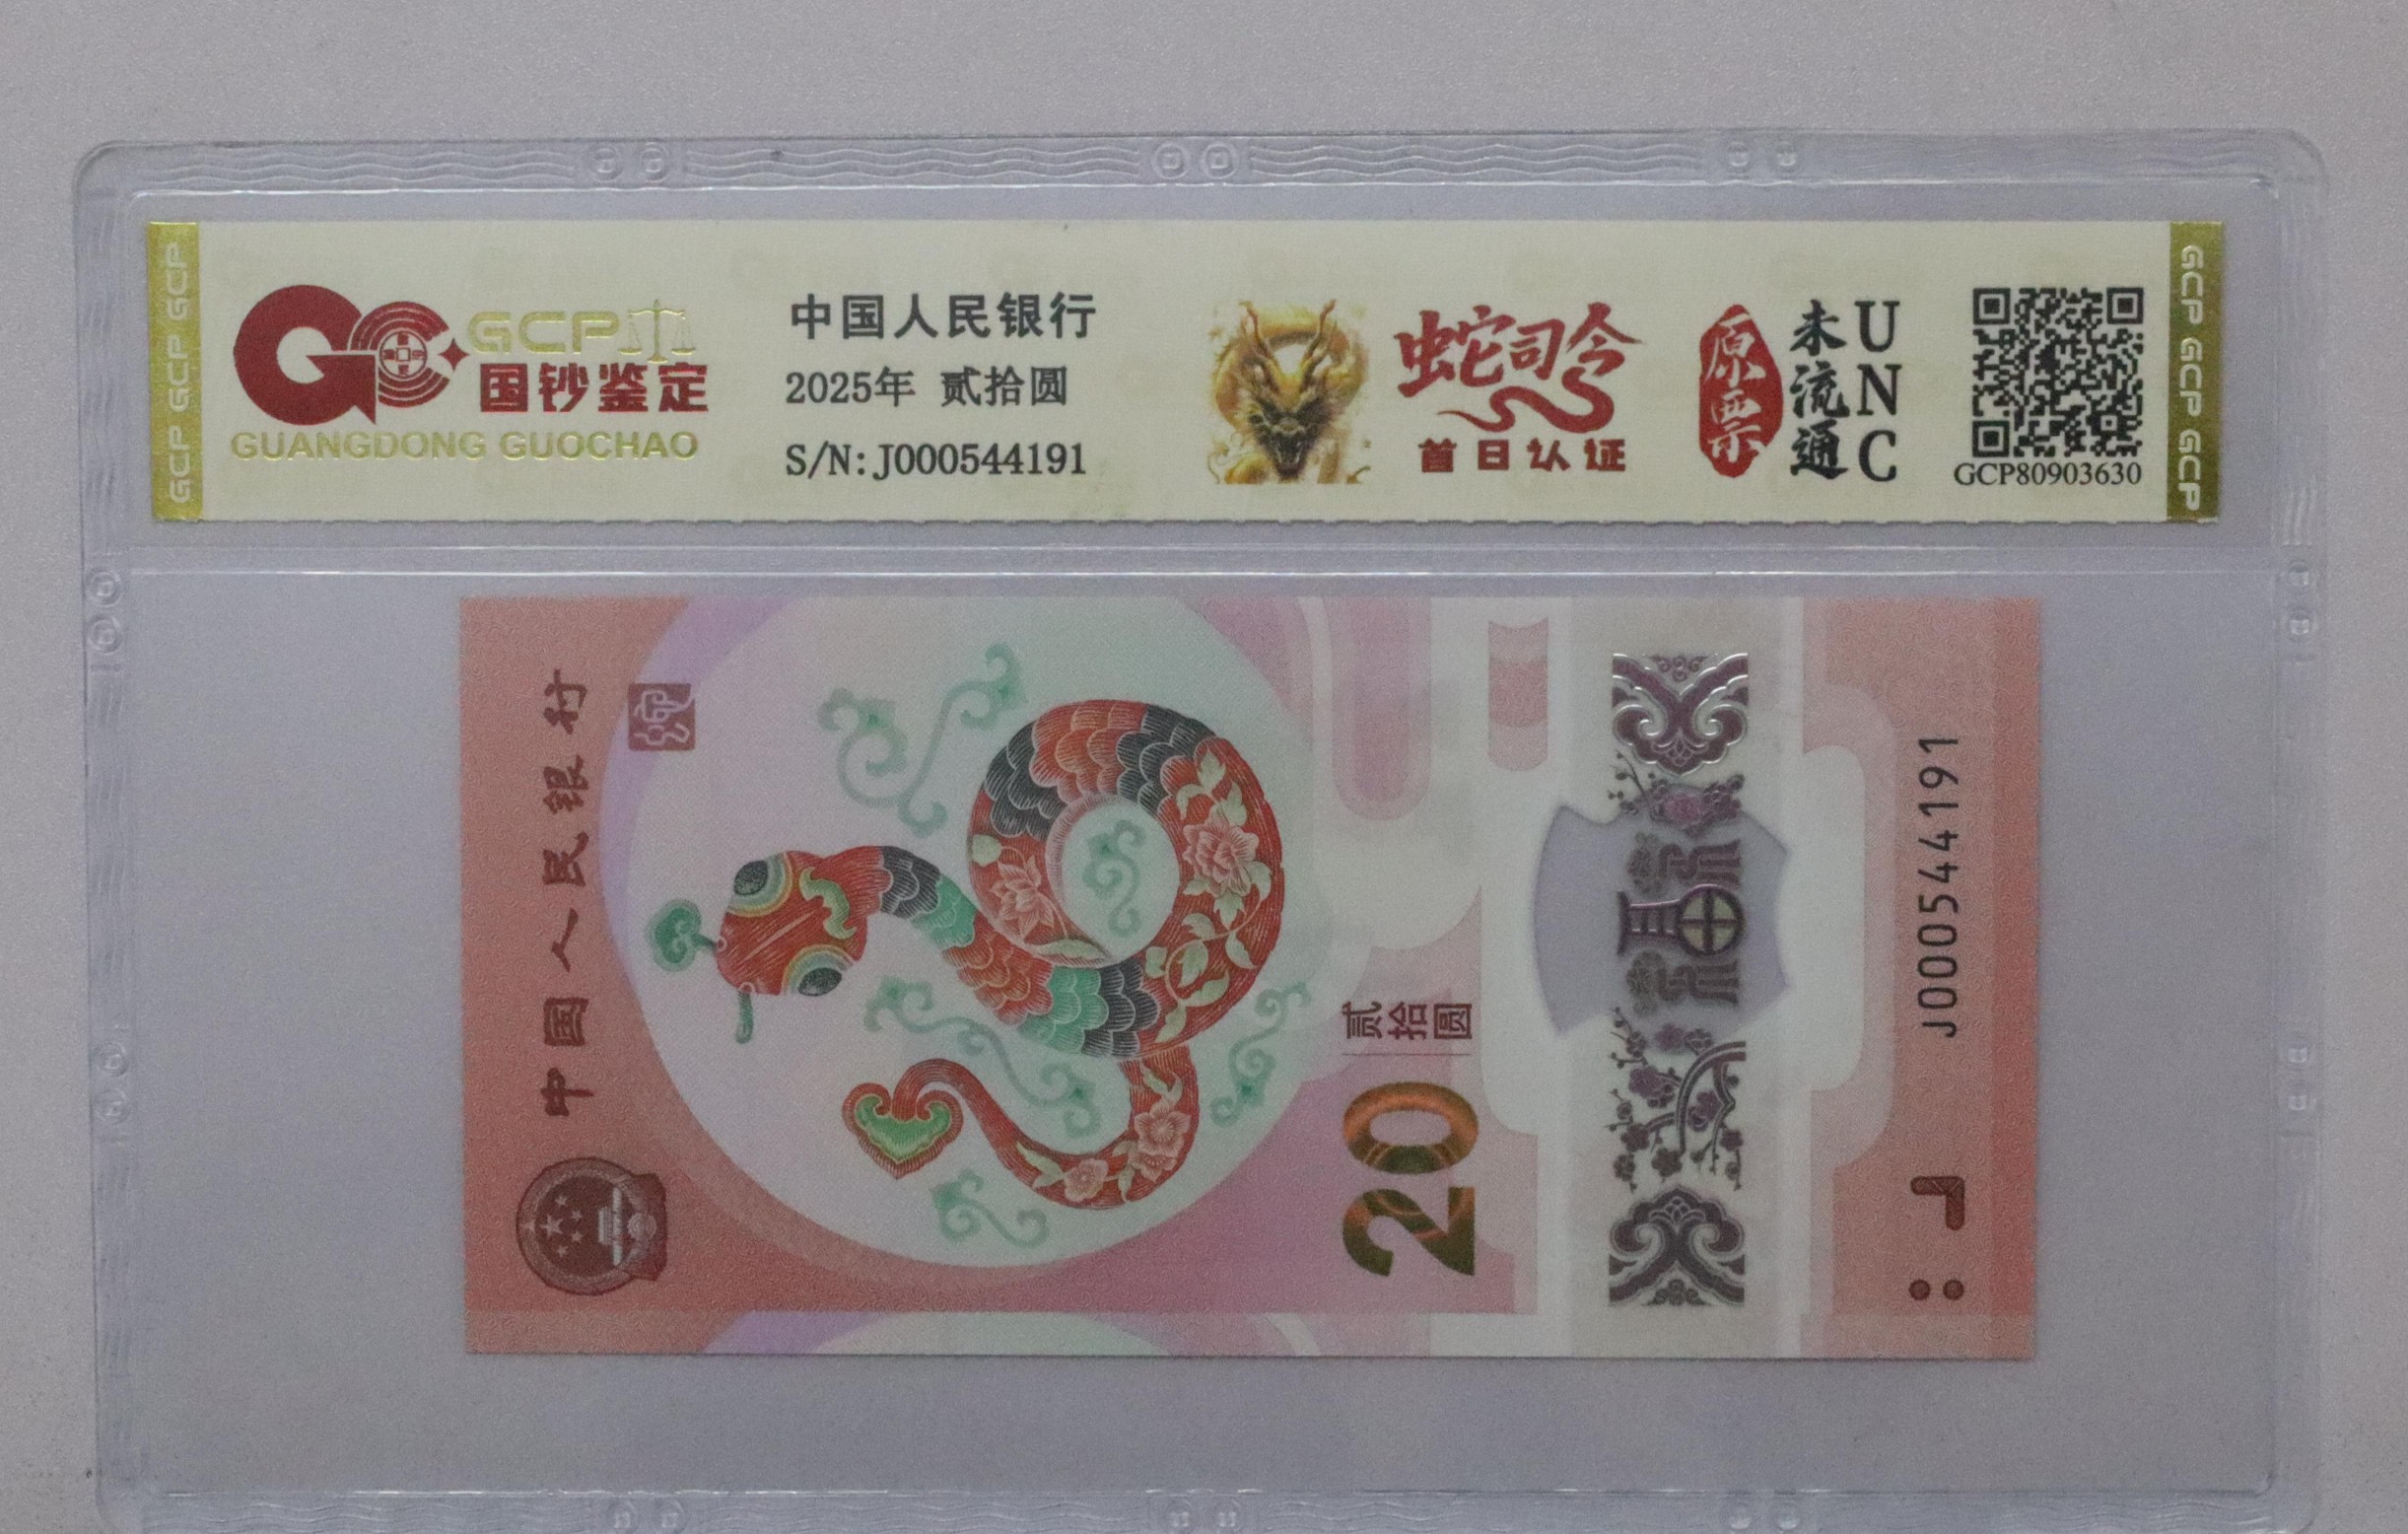 GCP GCP GCP
GCP
国钞鉴定
GUANGDONG GUOCHAO
中国人民银行
2025年 贰拾圆
S/N:J000544191
蛇司令
首日认证
原票
未流通
UNC
GCP80903630
GCP GCP GCP
中国人民银行
20
贰拾圆
J000544191